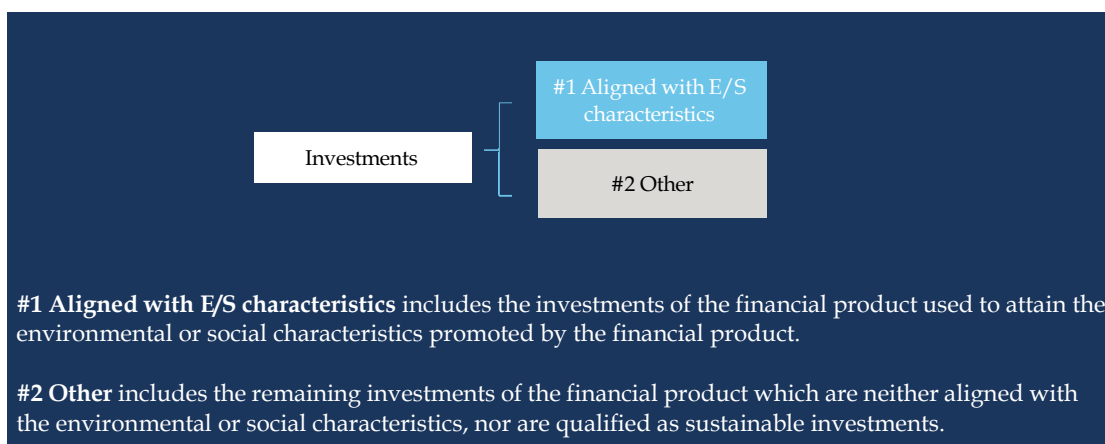 #1 Aligned with E/S
characteristics
Investments
#2 Other
#1 Aligned with E/S characteristics includes the investments of the financial product used to attain the
environmental or social characteristics promoted by the financial product.
#2 Other includes the remaining investments of the financial product which are neither aligned with
the environmental or social characteristics, nor are qualified as sustainable investments.